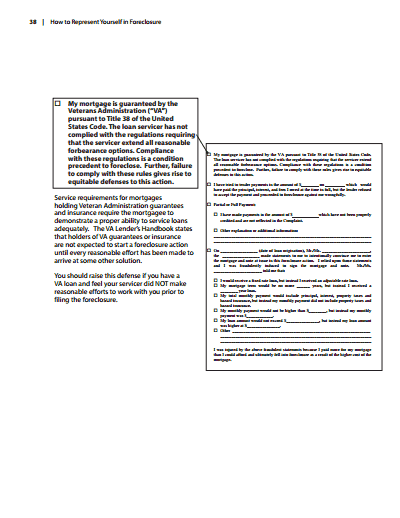 38 | How to Represent Yourself in Foreclosure
☐ My mortgage is guaranteed by the
Veterans Administration ("VA")
pursuant to Title 38 of the United
States Code. The loan servicer has not
complied with the regulations requiring
that the servicer extend all reasonable
forbearance options. Compliance
with these regulations is a condition
precedent to foreclose. Further, failure
to comply with these rules gives rise to
equitable defenses to this action.
Service requirements for mortgages
holding Veteran Administration guarantees
and insurance require the mortgagee to
demonstrate a proper ability to service loans
adequately. The VA Lender's Handbook states
that holders of VA guarantees or insurance
are not expected to start a foreclosure action
until every reasonable effort has been made to
arrive at some other solution.
You should raise this defense if you have a
VA loan and feel your servicer did NOT make
reasonable efforts to work with you prior to
filing the foreclosure.
☐ My mortgage is guaranteed by the VA pursuant to Title 38 of the United States Code.
The loan servicer has not complied with the regulations requiring that the servicer extend
all reasonable forbearance options. Compliance with these regulations is a condition
precedent to foreclose. Further, failure to comply with these rules gives rise to equitable
defenses to this action.
☐ I have tried to tender payments in the amount of $________ on ________ which would
have paid the principal, interest, and fees I owed at the time to bill, but the lender refused
to accept the payment and proceeded in foreclosure against me wrongfully.
☐ Partial or Full Payment:
☐ I have made payments in the amount of $________ which have not been properly
credited and are not reflected in the Complaint.
☐ Other explanation or additional information:
☐ On ________ (date of loan origination), Mr./Ms.
the ________ made statements to me to intentionally convince me to enter
the mortgage and note at issue in this foreclosure action. I relied upon those statements
and I was fraudulently induced to sign the mortgage and note. Mr./Ms.
________ told me that:
☐ I would receive a fixed rate loan, but instead I received an adjustable rate loan.
☐ My mortgage term would be no more ______ years, but instead I received a
______ year loan.
☐ My total monthly payment would include principal, interest, property taxes and
hazard insurance, but instead my monthly payment did not include property taxes and
hazard insurance.
☐ My monthly payment would not be higher than $________, but instead my monthly
payment was $________.
☐ My loan amount would not exceed $________, but instead my loan amount
was higher at $________.
☐ Other
I was injured by the above fraudulent statements because I paid more for my mortgage
than I could afford and ultimately fell into foreclosure as a result of the higher cost of the
mortgage.